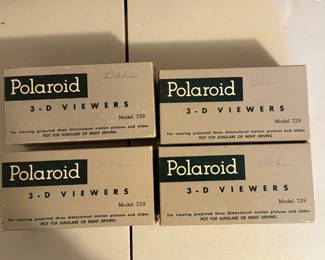 Polaroid
3-D VIEWERS
Model 729
For viewing projected three dimensional motion pictures and slides
NOT FOR SUNGLARE OR NIGHT DRIVING
Polaroid
3-D VIEWERS
Model 729
For viewing projected three dimensional motion pictures and slides
NOT FOR SUNGLARE OR NIGHT DRIVING
Polaroid
3-D VIEWERS
Model 729
For viewing projected three dimensional motion pictures and slides
NOT FOR SUNGLARE OR NIGHT DRIVING
Polaroid
3-D VIEWERS
Model 729
For viewing projected three dimensional motion pictures and slides
NOT FOR SUNGLARE OR NIGHT DRIVING